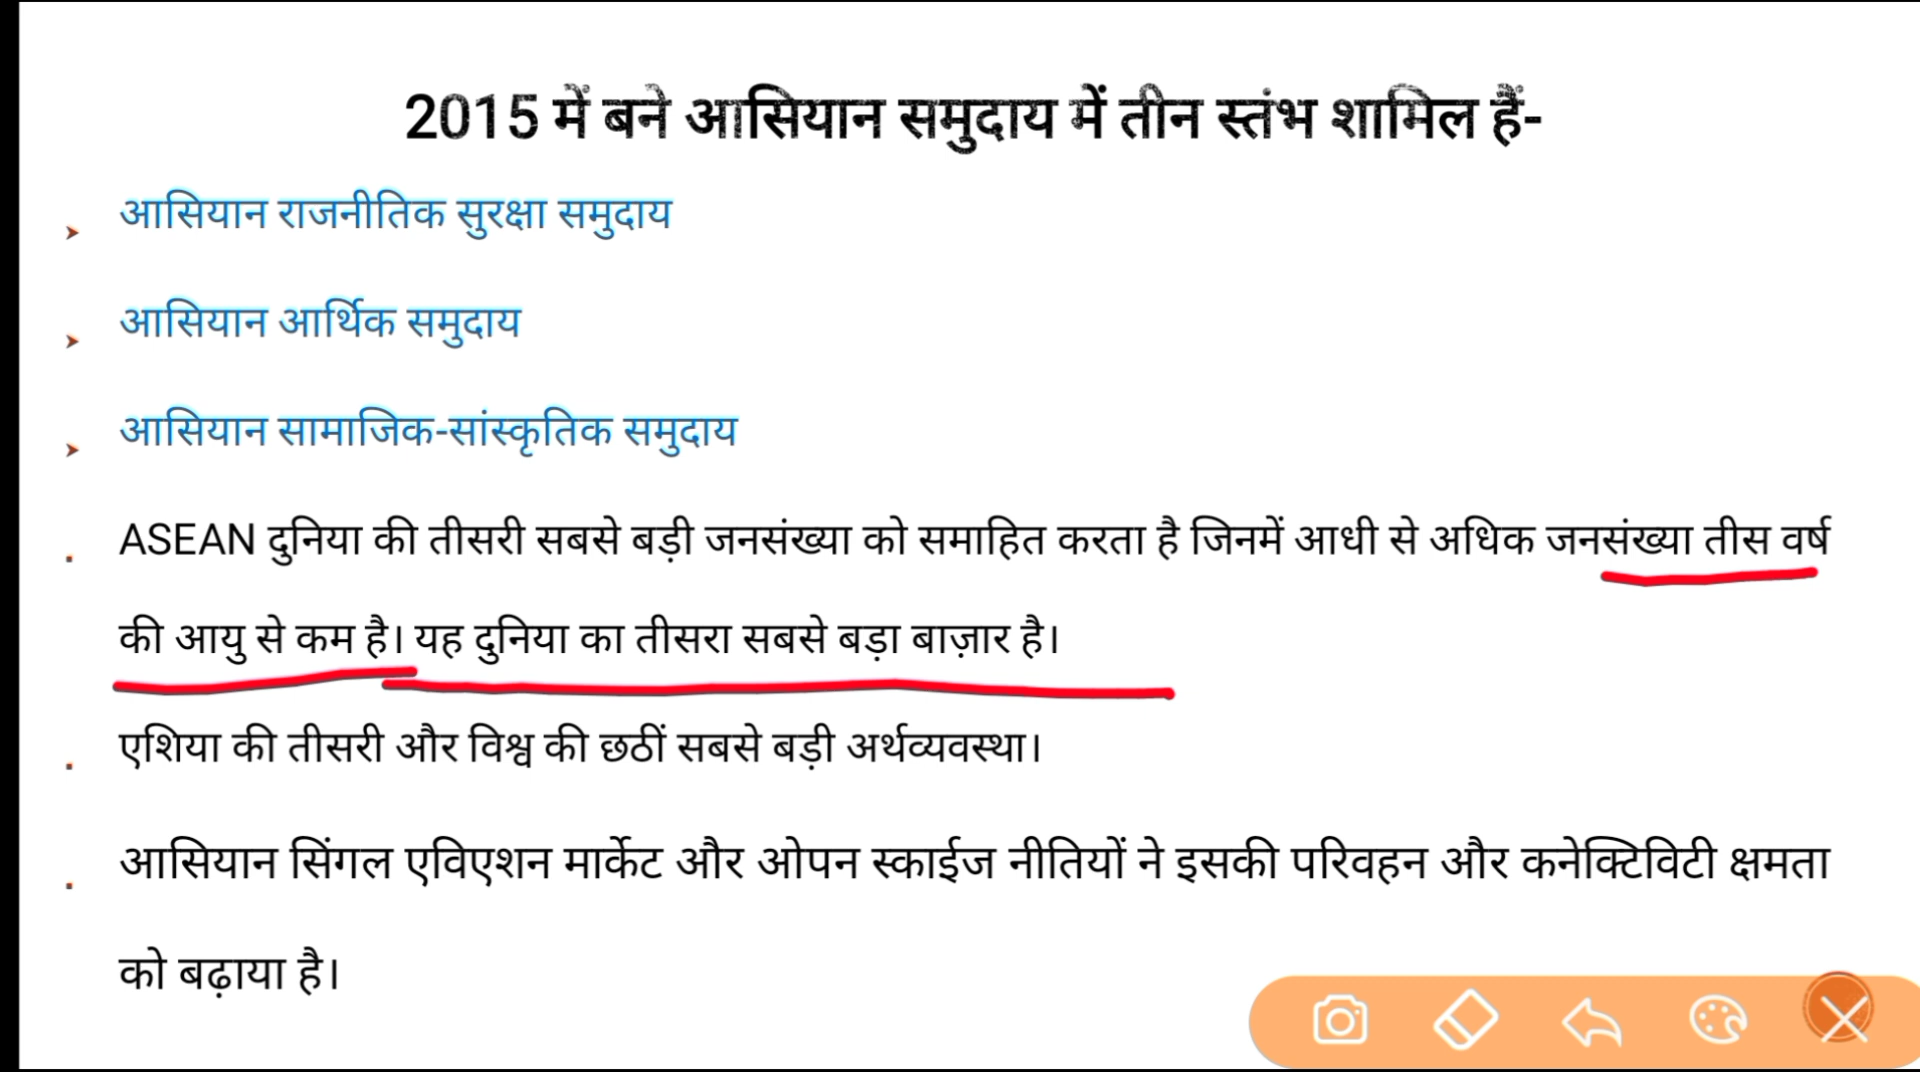 2015 में बने आसियान समुदाय में तीन स्तंभ शामिल हैं-
आसियान राजनीतिक सुरक्षा समुदाय
आसियान आर्थिक समुदाय
आसियान सामाजिक-सांस्कृतिक समुदाय
ASEAN दुनिया की तीसरी सबसे बड़ी जनसंख्या को समाहित करता है जिनमें आधी से अधिक जनसंख्या तीस वर्ष
की आयु से कम है। यह दुनिया का तीसरा सबसे बड़ा बाज़ार है।
एशिया की तीसरी और विश्व की छठीं सबसे बड़ी अर्थव्यवस्था।
आसियान सिंगल एविएशन मार्केट और ओपन स्काईज नीतियों ने इसकी परिवहन और कनेक्टिविटी क्षमता
को बढ़ाया है।